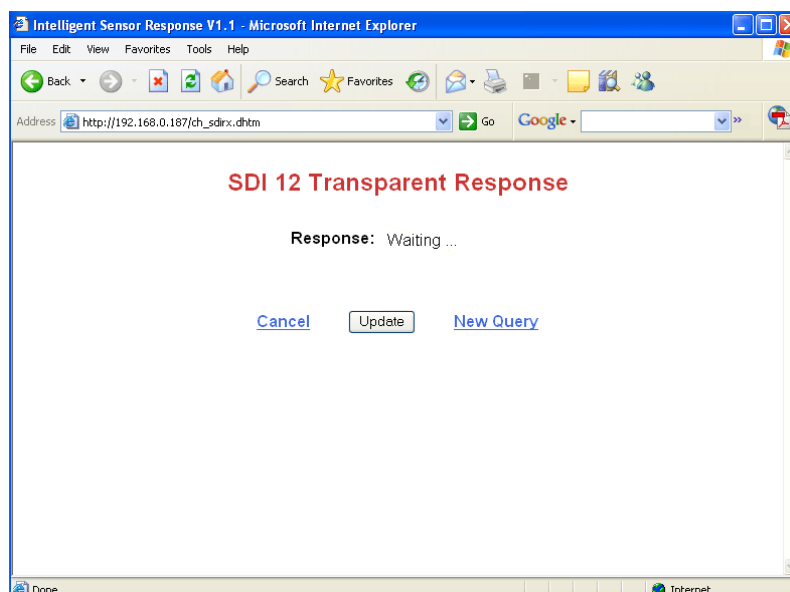 Intelligent Sensor Response V1.1 - Microsoft Internet Explorer
File Edit View Favorites Tools Help
Back Search Favorites
Address http://192.168.0.187/ch_sdirx.dhtm Go Google
SDI 12 Transparent Response
Response: Waiting ...
Cancel Update New Query
Done Internet